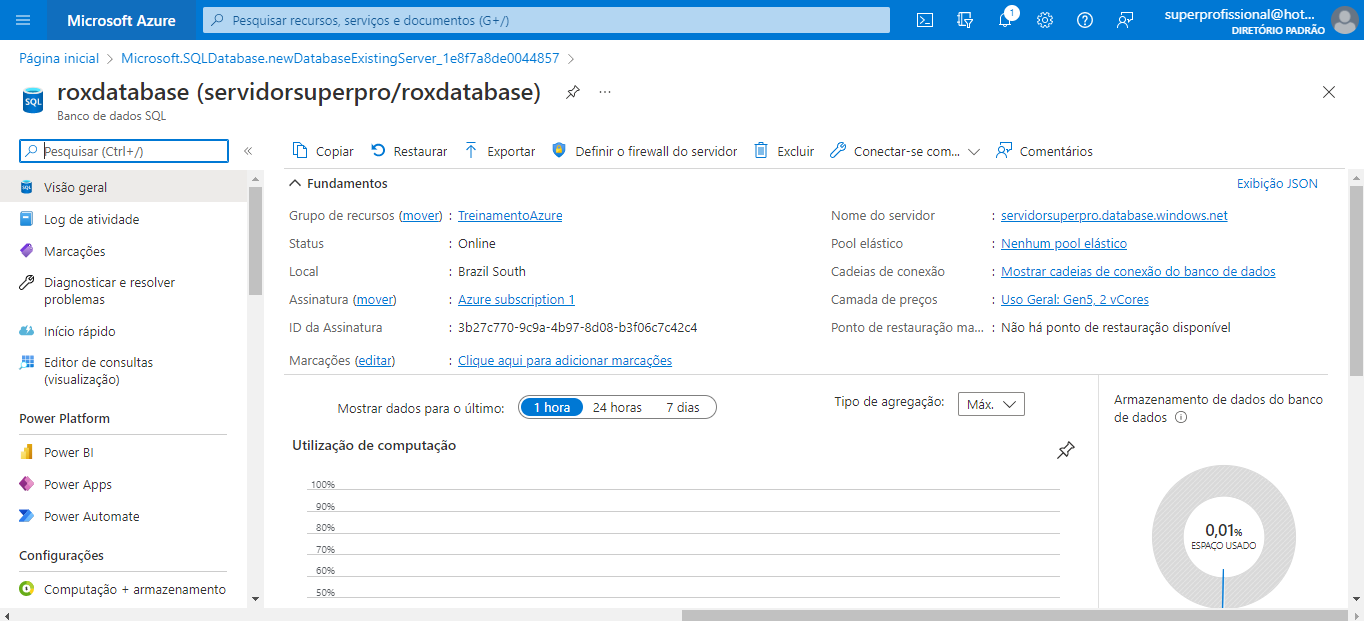 Microsoft Azure
Pesquisar recursos, serviços e documentos (G+/)
1
superprofissional@hot...
DIRETÓRIO PADRÃO
Página inicial > Microsoft.SQLDatabase.newDatabaseExistingServer_1e8f7a8de0044857 >
SQL
roxdatabase (servidorsuperpro/roxdatabase)
...
Banco de dados SQL
Pesquisar (Ctrl+/)
«
Visão geral
Log de atividade
Marcações
Diagnosticar e resolver
problemas
Início rápido
Editor de consultas
(visualização)
Power Platform
Power BI
Power Apps
Power Automate
Configurações
Computação + armazenamento
Copiar
Restaurar
Exportar
Definir o firewall do servidor
Excluir
Conectar-se com...
Comentários
Fundamentos
Exibição JSON
Grupo de recursos (mover) : TreinamentoAzure
Status : Online
Local : Brazil South
Assinatura (mover) : Azure subscription 1
ID da Assinatura : 3b27c770-9c9a-4b97-8d08-b3f06c7c42c4
Marcações (editar) : Clique aqui para adicionar marcações
Nome do servidor : servidorsuperpro.database.windows.net
Pool elástico : Nenhum pool elástico
Cadeias de conexão : Mostrar cadeias de conexão do banco de dados
Camada de preços : Uso Geral: Gen5, 2 vCores
Ponto de restauração ma... : Não há ponto de restauração disponível
Mostrar dados para o último: 1 hora 24 horas 7 dias
Tipo de agregação: Máx.
Utilização de computação
100%
90%
80%
70%
60%
50%
Armazenamento de dados do banco
de dados
0,01%
ESPAÇO USADO